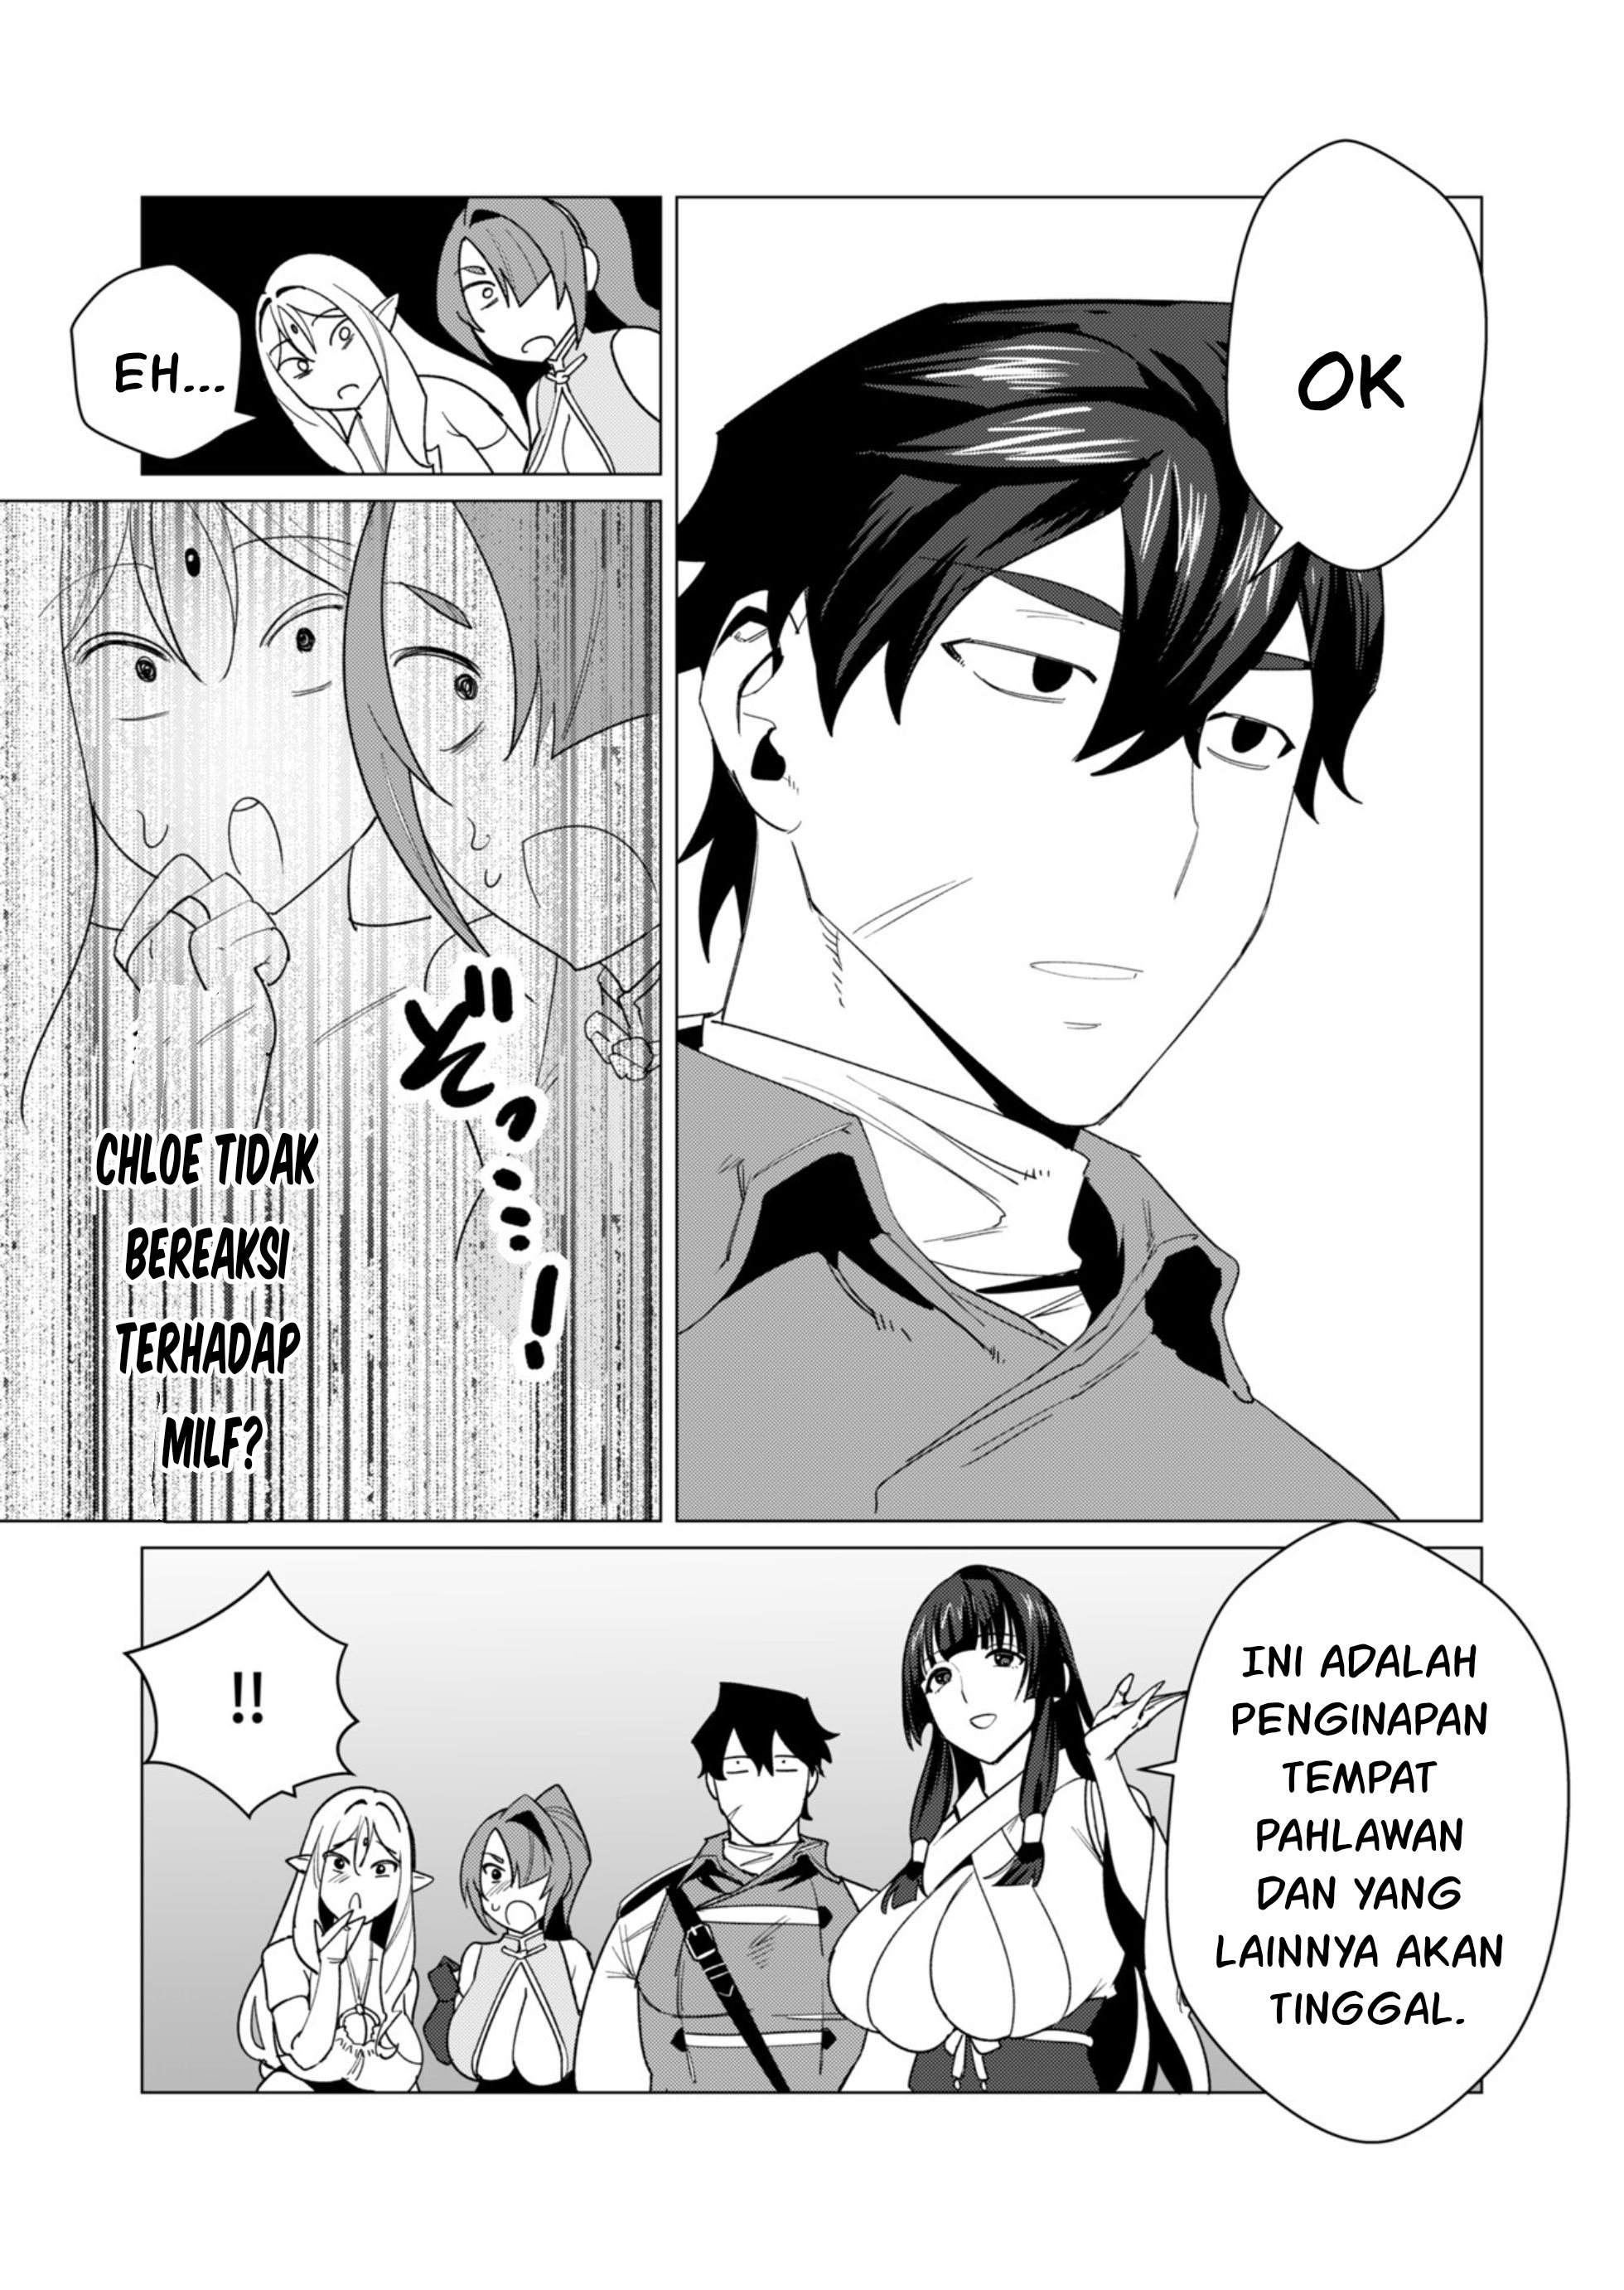 OK
EH...
ぞっ…!
CHLOE TIDAK
BEREAKSI
TERHADAP
MILF?
INI ADALAH
PENGINAPAN
TEMPAT
PAHLAWAN
DAN YANG
LAINNYA AKAN
TINGGAL.
!!